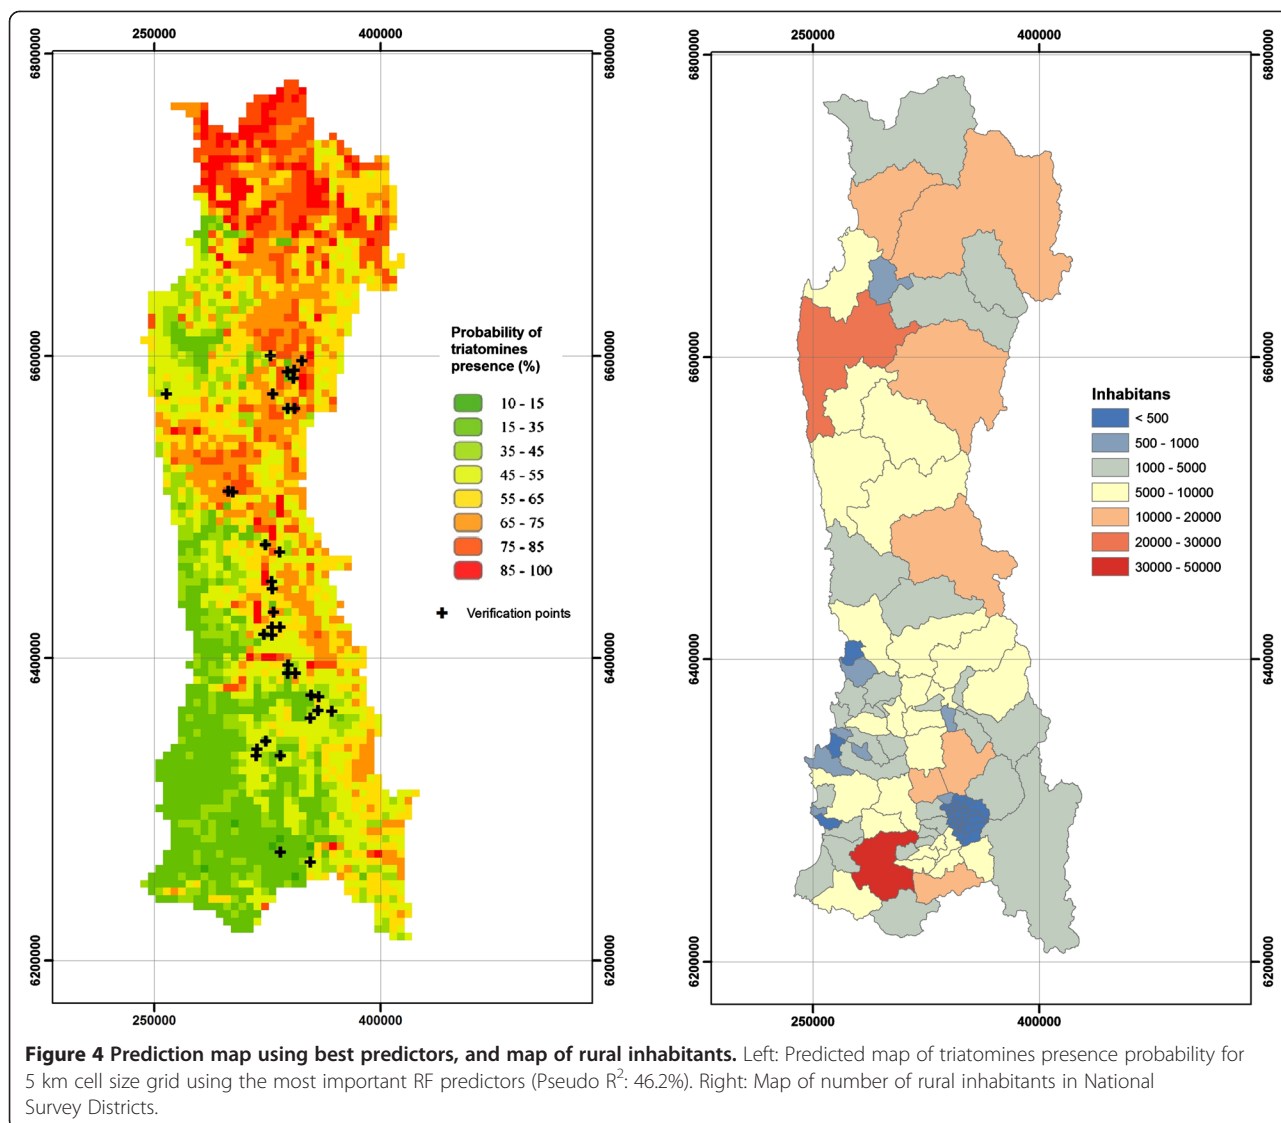 250000
400000
250000
400000
6800000
6800000
6800000
6800000
6600000
6600000
6600000
6600000
6400000
6400000
6400000
6400000
6200000
6200000
6200000
6200000
Probability of
triatomines
presence (%)
10 - 15
15 - 35
35 - 45
45 - 55
55 - 65
65 - 75
75 - 85
85 - 100
Verification points
Inhabitans
< 500
500 - 1000
1000 - 5000
5000 - 10000
10000 - 20000
20000 - 30000
30000 - 50000
250000
400000
250000
400000
Figure 4 Prediction map using best predictors, and map of rural inhabitants. Left: Predicted map of triatomines presence probability for
5 km cell size grid using the most important RF predictors (Pseudo R²: 46.2%). Right: Map of number of rural inhabitants in National
Survey Districts.